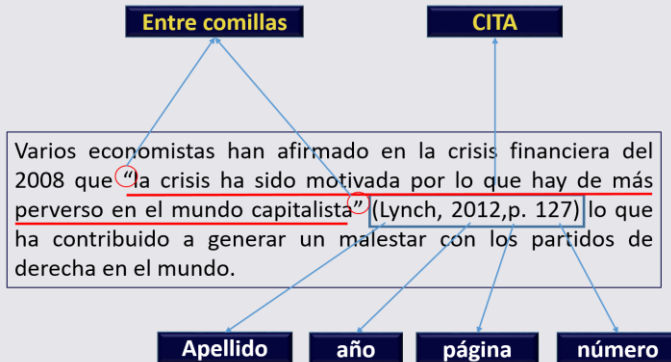 Entre comillas CITA
Varios economistas han afirmado en la crisis financiera del
2008 que “la crisis ha sido motivada por lo que hay de más
perverso en el mundo capitalista” (Lynch, 2012,p. 127) lo que
ha contribuido a generar un malestar con los partidos de
derecha en el mundo.
Apellido año página número